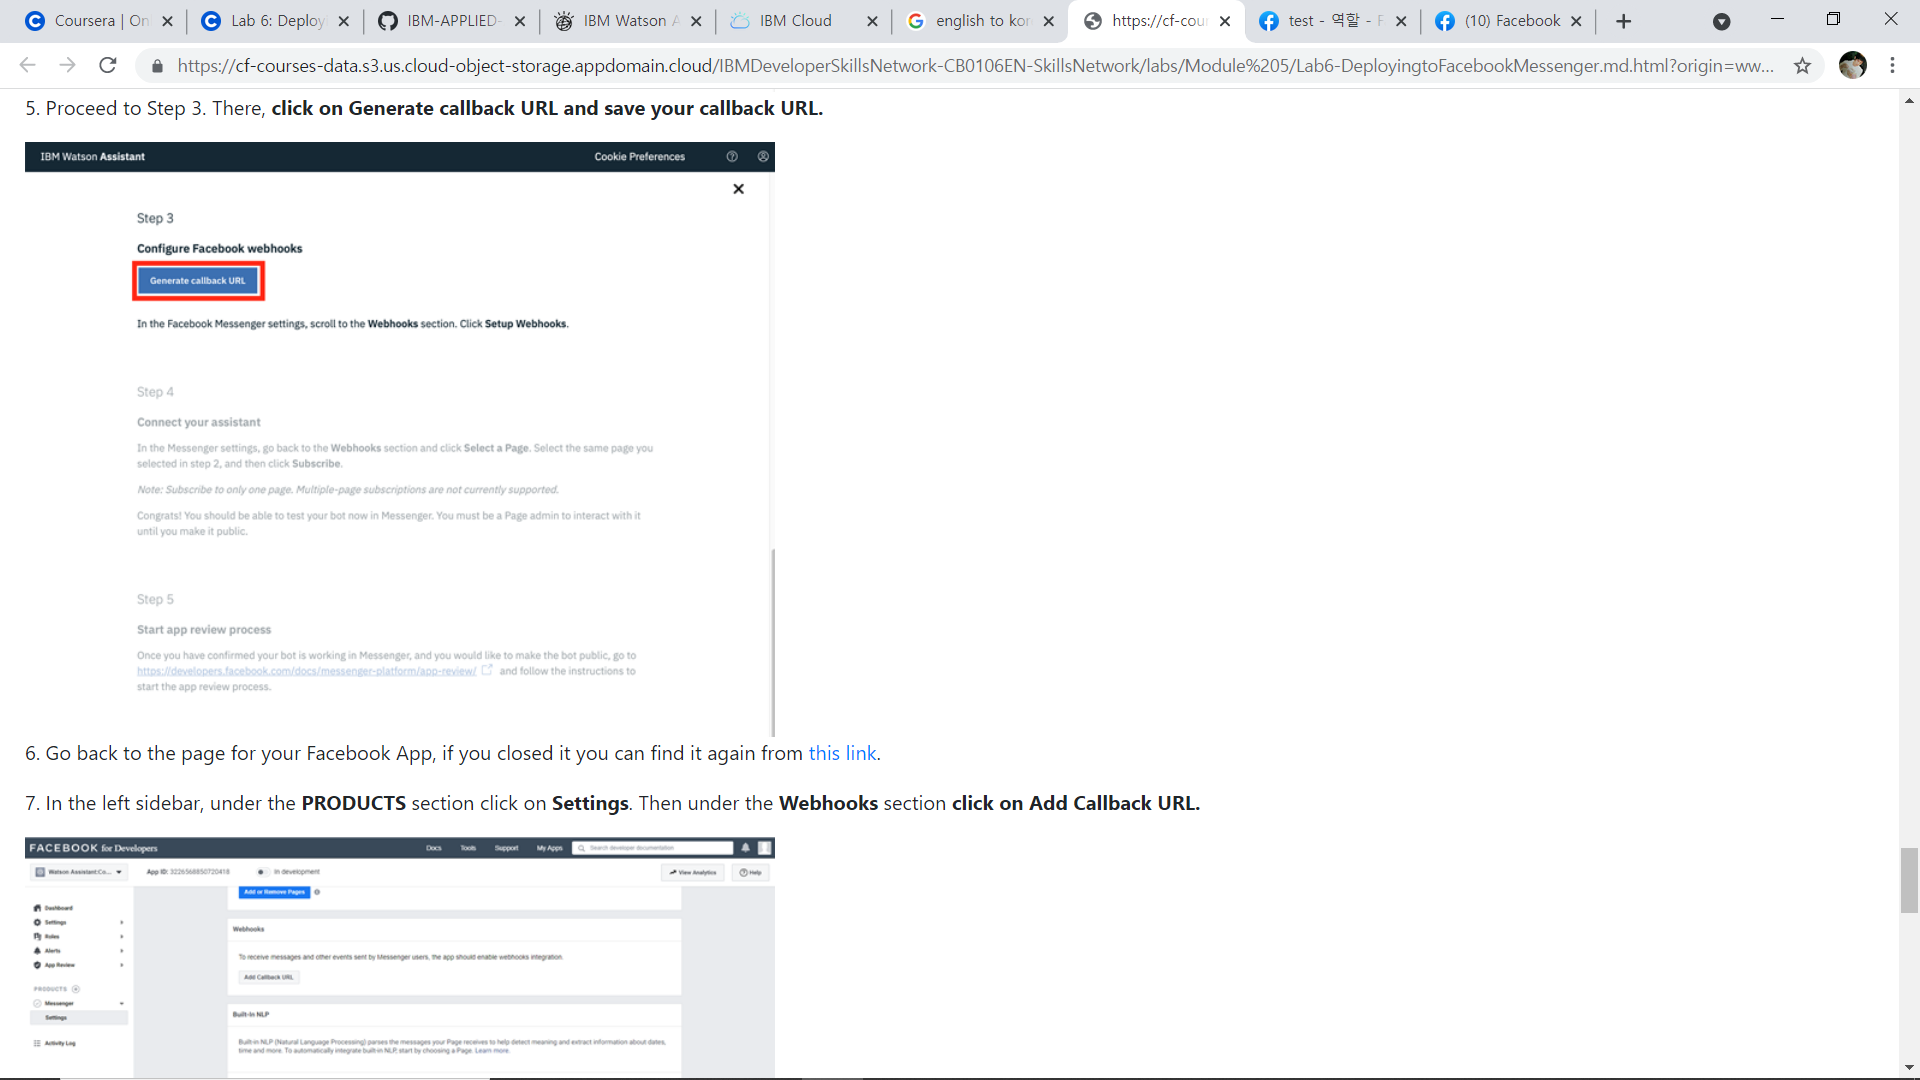 Coursera | On
Lab 6: Deploy
IBM-APPLIED-
IBM Watson A
IBM Cloud
english to kor
https://cf-cour
test - 역할 - F
(10) Facebook
https://cf-courses-data.s3.us.cloud-object-storage.appdomain.cloud/IBMDeveloperSkillsNetwork-CB0106EN-SkillsNetwork/labs/Module%205/Lab6-DeployingtoFacebookMessenger.md.html?origin=ww...
5. Proceed to Step 3. There, click on Generate callback URL and save your callback URL.
IBM Watson Assistant
Cookie Preferences
Step 3
Configure Facebook webhooks
Generate callback URL
In the Facebook Messenger settings, scroll to the Webhooks section. Click Setup Webhooks.
Step 4
Connect your assistant
In the Messenger settings, go back to the Webhooks section and click Select a Page. Select the same page you
selected in step 2, and then click Subscribe.
Note: Subscribe to only one page. Multiple-page subscriptions are not currently supported.
Congrats! You should be able to test your bot now in Messenger. You must be a Page admin to interact with it
until you make it public.
Step 5
Start app review process
Once you have confirmed your bot is working in Messenger, and you would like to make the bot public, go to
https://developers.facebook.com/docs/messenger-platform/app-review/ and follow the instructions to
start the app review process.
6. Go back to the page for your Facebook App, if you closed it you can find it again from this link.
7. In the left sidebar, under the PRODUCTS section click on Settings. Then under the Webhooks section click on Add Callback URL.
FACEBOOK for Developers
Docs
Tools
Support
My Apps
Search developer documentation
Watson Assistant:Co...
App ID: 3226568850720418
In development
View Analytics
Help
Add or Remove Pages
Dashboard
Settings
Roles
Alerts
App Review
PRODUCTS
Messenger
Settings
Activity Log
Webhooks
To receive messages and other events sent by Messenger users, the app should enable webhooks integration.
Add Callback URL
Built-In NLP
Built-in NLP (Natural Language Processing) parses the messages your Page receives to help detect meaning and extract information about dates,
time and more. To automatically integrate built-in NLP, start by choosing a Page. Learn more.